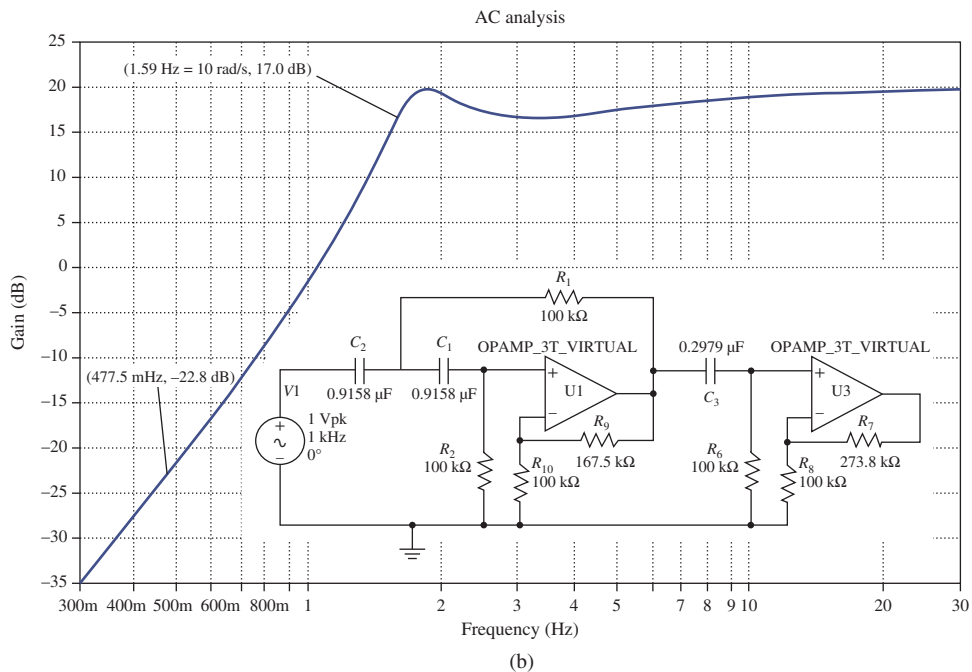 AC analysis
25
20
15
10
5
0
–5
–10
–15
–20
–25
–30
–35
Gain (dB)
(1.59 Hz = 10 rad/s, 17.0 dB)
(477.5 mHz, –22.8 dB)
R1
100 kΩ
C2
0.9158 µF
C1
0.9158 µF
OPAMP_3T_VIRTUAL
+
–
U1
R9
167.5 kΩ
R2
100 kΩ
R10
100 kΩ
V1
+
–
1 Vpk
1 kHz
0°
0.2979 µF
C3
OPAMP_3T_VIRTUAL
+
–
U3
R7
273.8 kΩ
R6
100 kΩ
R8
100 kΩ
300m 400m 500m 600m 800m 1 2 3 4 5 6 7 8 9 10 20 30
Frequency (Hz)
(b)